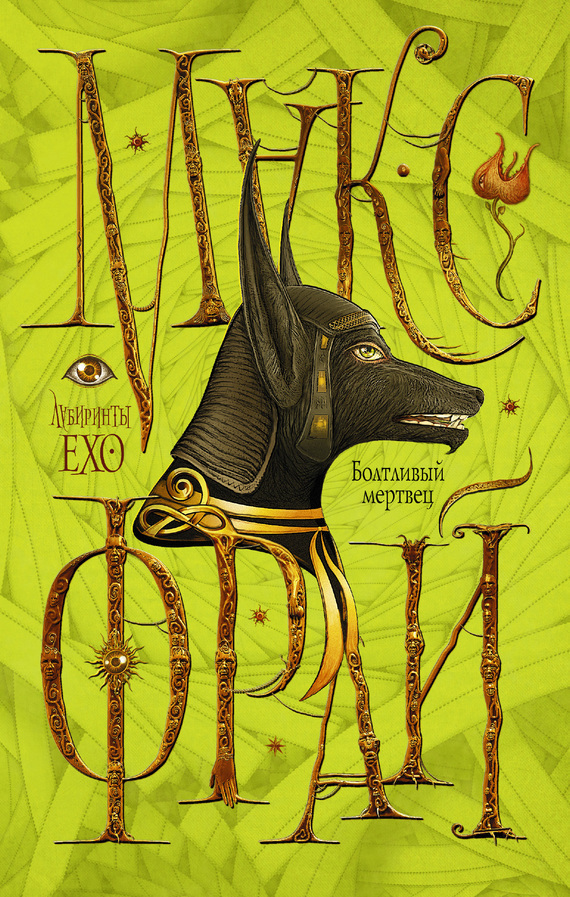 МАКС
Лабиринты
ЕХО
Болтливый
мертвец
ФРАЙ